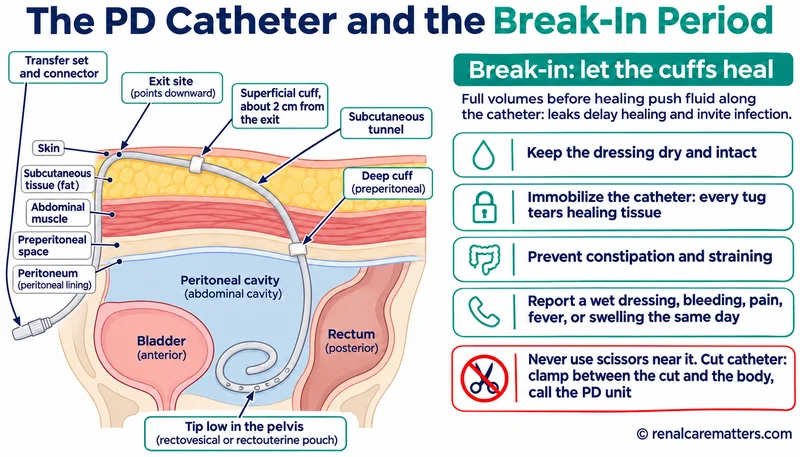 The PD Catheter and the Break-In Period
Transfer set
and connector
Exit site
(points downward)
Superficial cuff,
about 2 cm from
the exit
Subcutaneous
tunnel
Skin
Subcutaneous
tissue (fat)
Deep cuff
(preperitoneal)
Abdominal
muscle
Preperitoneal
space
Peritoneum
(peritoneal lining)
Peritoneal cavity
(abdominal cavity)
Bladder
(anterior)
Rectum
(posterior)
Tip low in the pelvis
(rectovesical or rectouterine pouch)
Break-in: let the cuffs heal
Full volumes before healing push fluid along
the catheter: leaks delay healing and invite infection.
Keep the dressing dry and intact
Immobilize the catheter: every tug
tears healing tissue
Prevent constipation and straining
Report a wet dressing, bleeding, pain,
fever, or swelling the same day
Never use scissors near it. Cut catheter:
clamp between the cut and the body,
call the PD unit
© renalcarematters.com